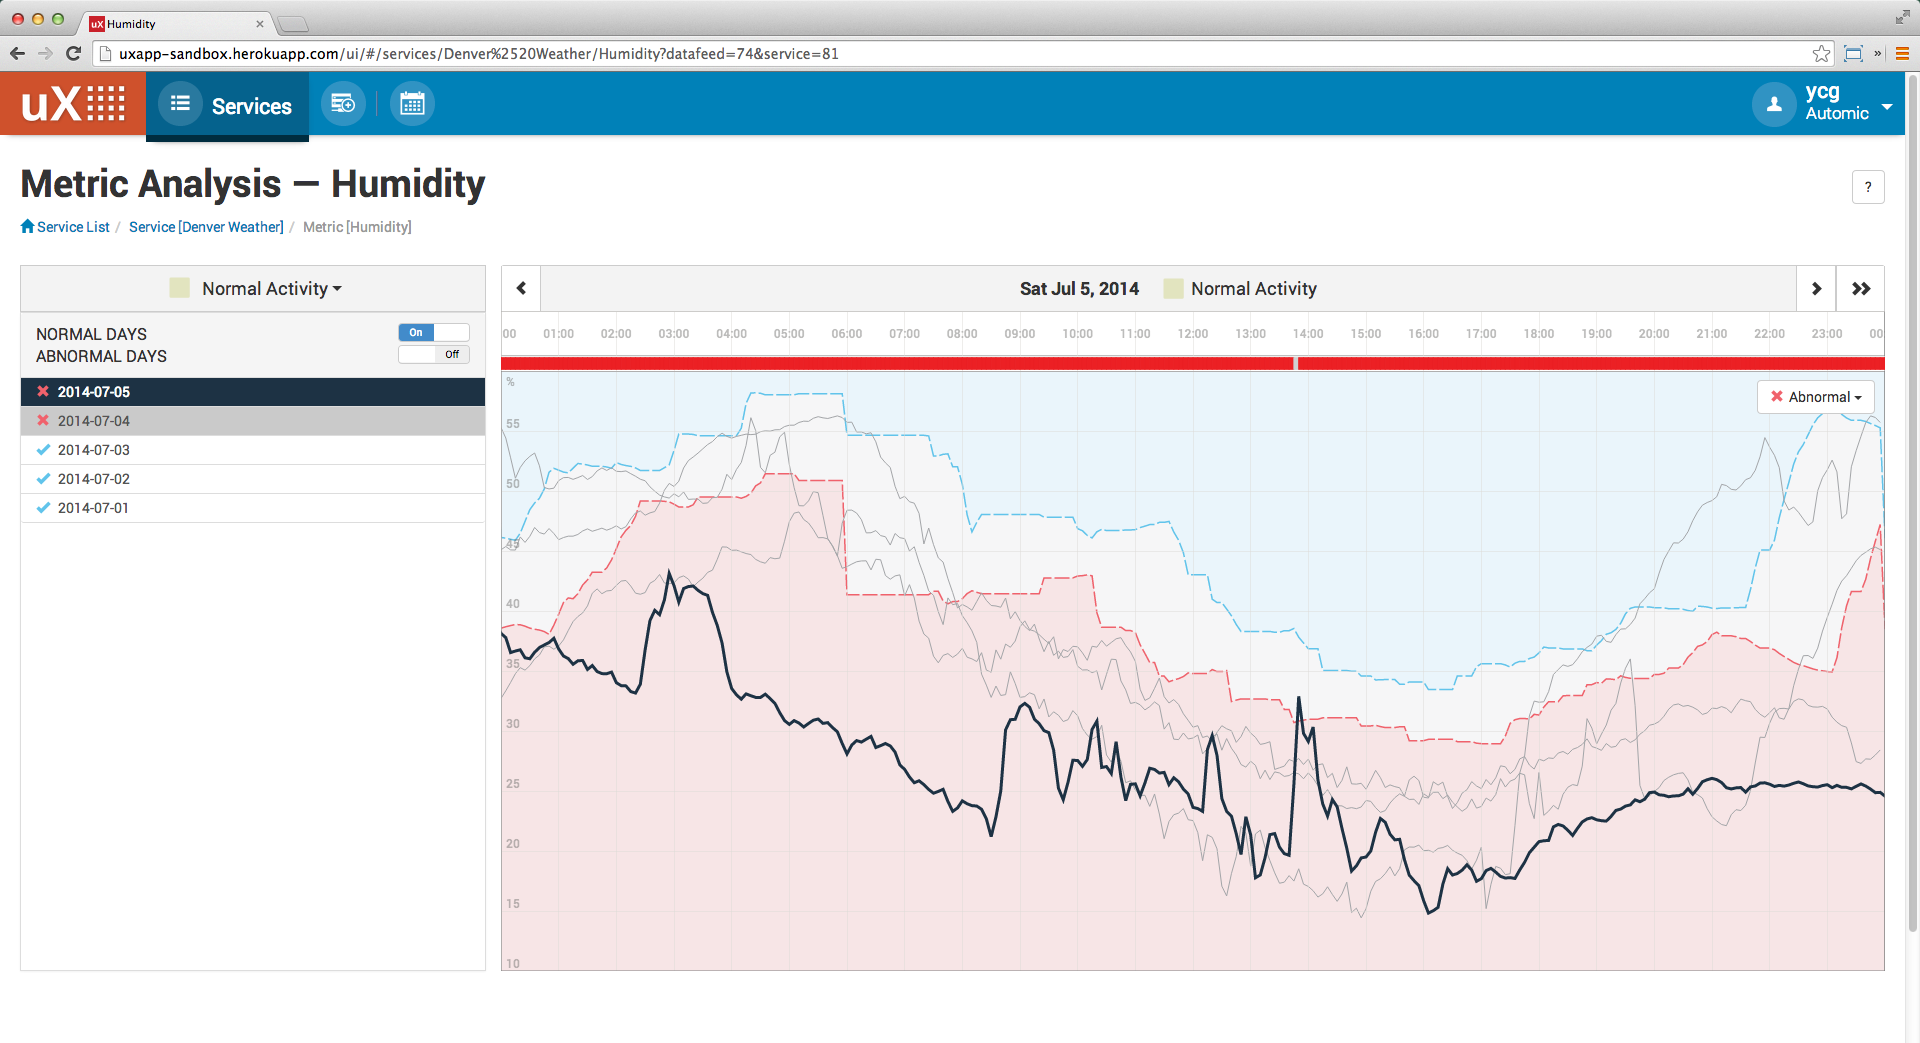 uX Humidity ×
uxapp-sandbox.herokuapp.com/ui/#/services/Denver%2520Weather/Humidity?datafeed=74&service=81 »
uX Services ycg
Automic
Metric Analysis — Humidity ?
Service List / Service [Denver Weather] / Metric [Humidity]
Normal Activity
NORMAL DAYS On
ABNORMAL DAYS Off
2014-07-05
2014-07-04
2014-07-03
2014-07-02
2014-07-01
Sat Jul 5, 2014 Normal Activity
00 01:00 02:00 03:00 04:00 05:00 06:00 07:00 08:00 09:00 10:00 11:00 12:00 13:00 14:00 15:00 16:00 17:00 18:00 19:00 20:00 21:00 22:00 23:00 00
%
Abnormal
55
50
45
40
35
30
25
20
15
10